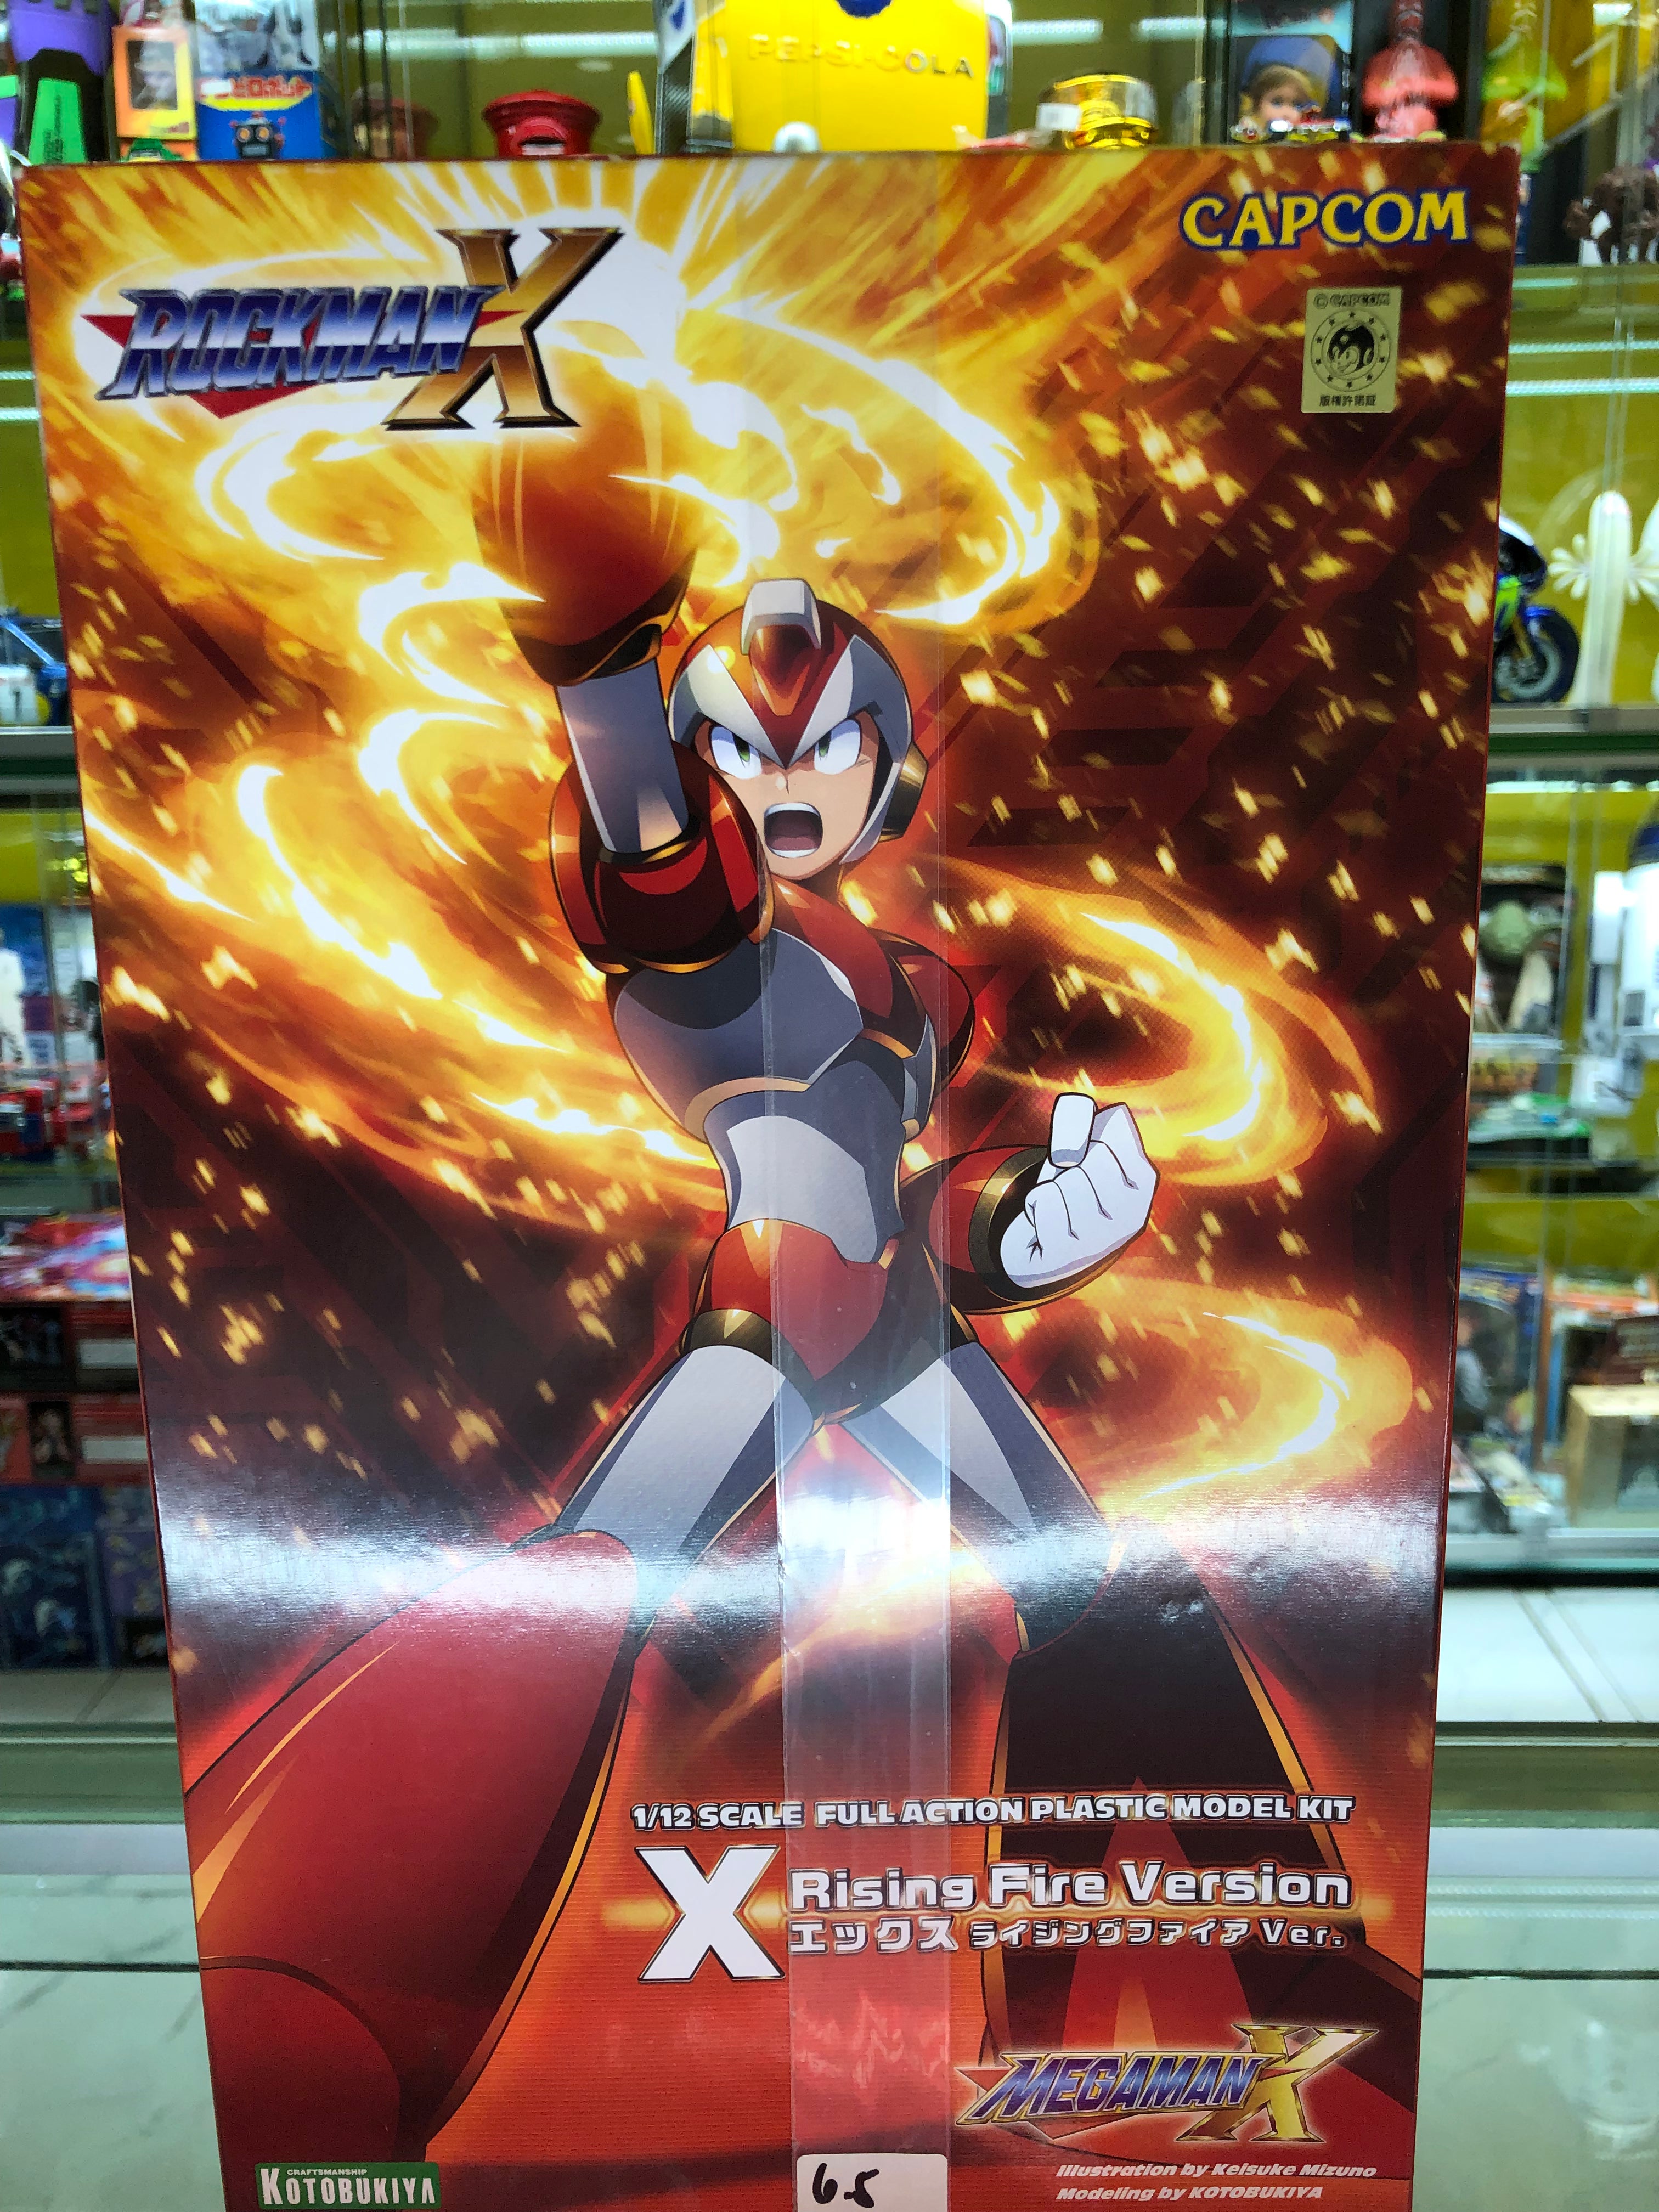 PEPSI-COLA
CAPCOM
ROCKMAN X
© CAPCOM
版権許諾証
1/12 SCALE FULL ACTION PLASTIC MODEL KIT
X Rising Fire Version
エックス ライジングファイア Ver.
MEGAMAN X
CRAFTSMANSHIP
KOTOBUKIYA
6.5
Illustration by Keisuke Mizuno
Modeling by KOTOBUKIYA